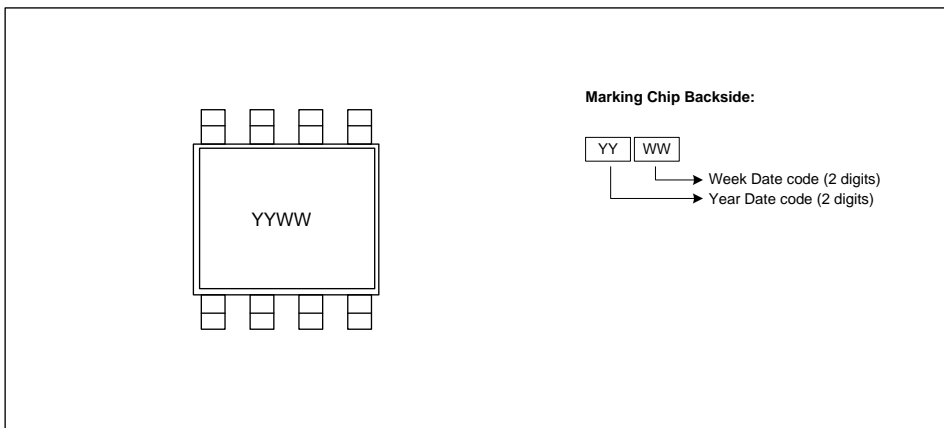 Marking Chip Backside:
YY WW
Week Date code (2 digits)
Year Date code (2 digits)
YYWW